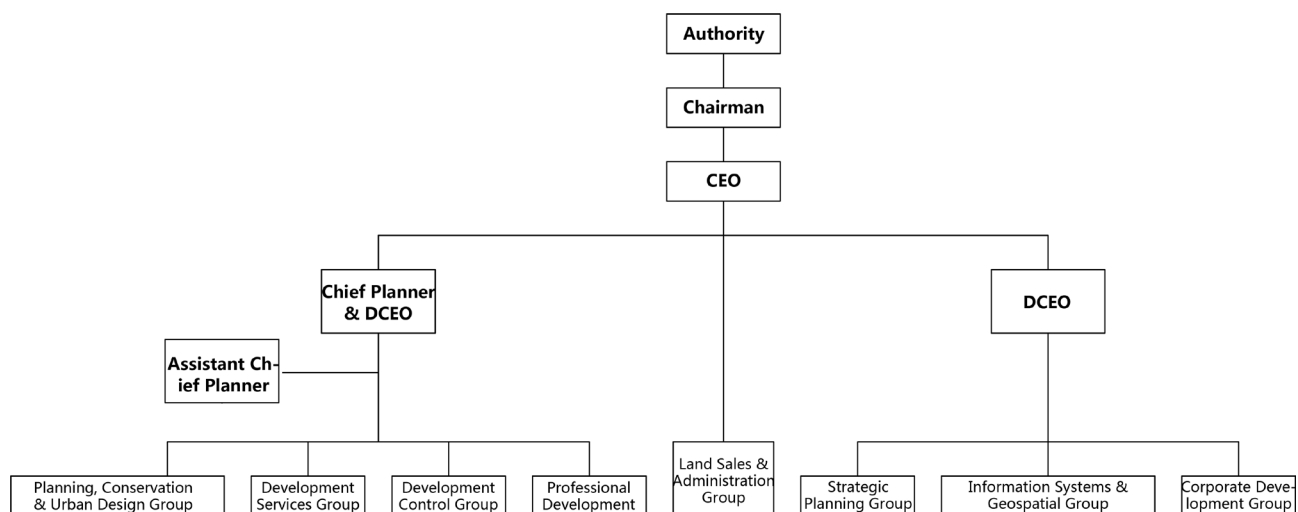 Authority
Chairman
CEO
Chief Planner
& DCEO
DCEO
Assistant Ch-
ief Planner
Planning, Conservation
& Urban Design Group
Development
Services Group
Development
Control Group
Professional
Development
Land Sales &
Administration
Group
Strategic
Planning Group
Information Systems &
Geospatial Group
Corporate Deve-
lopment Group